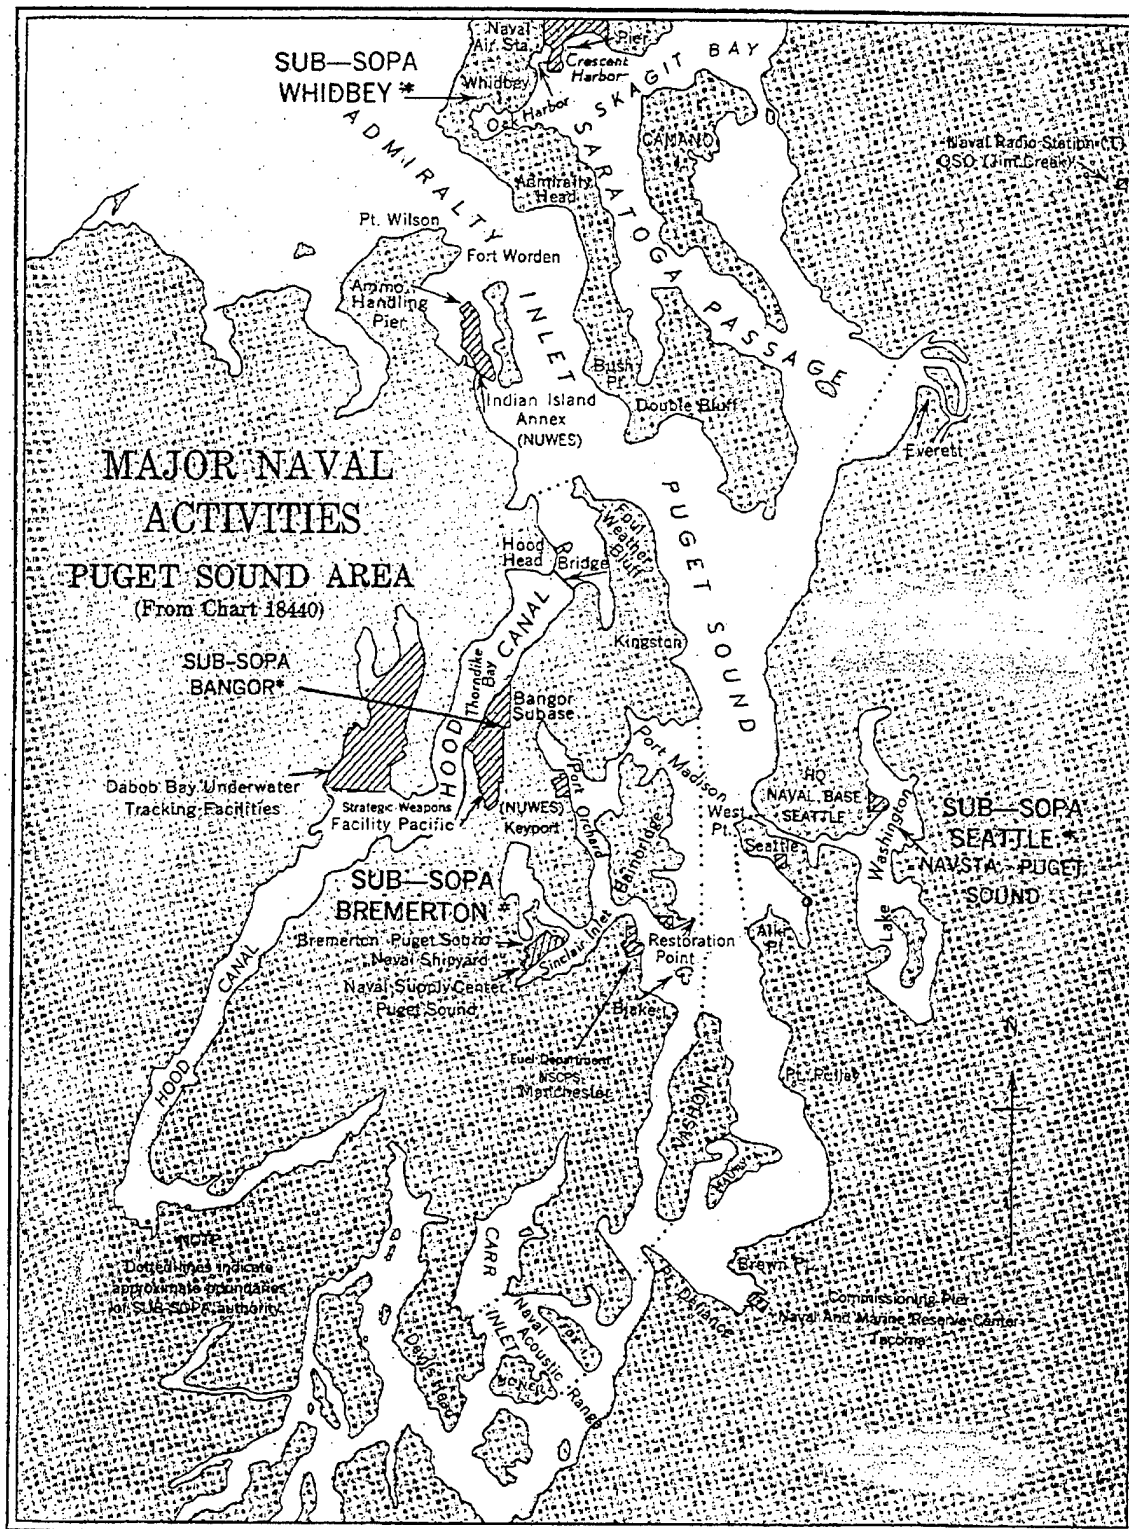 Naval
Air Sta.
Pier
SKAGIT BAY
Crescent
Harbor
SUB—SOPA
WHIDBEY *
Whidbey
Oak Harbor
CAMANO
Naval Radio Station (T)
OSO (Jim Creek)
ADMIRALTY
INLET
SARATOGA PASSAGE
Admiralty
Head
Pt. Wilson
Fort Worden
Ammo.
Handling
Pier
Bush
Pt.
Double Bluff
Indian Island
Annex
(NUWES)
Everett
MAJOR NAVAL
ACTIVITIES
PUGET SOUND AREA
(From Chart 18440)
PUGET SOUND
Foul
Weather
Bluff
Hood
Head
Bridge
HOOD CANAL
Thorndike
Bay
Kingston
SUB-SOPA
BANGOR*
Bangor
Subase
Port Madison
Dabob Bay Underwater
Tracking Facilities
Strategic Weapons
Facility Pacific
(NUWES)
Keyport
Port Orchard
Bainbridge
West
Pt.
HQ
NAVAL BASE
SEATTLE
Seattle
Lake Washington
SUB—SOPA
SEATTLE *
NAVSTA PUGET
SOUND
SUB—SOPA
BREMERTON *
Bremerton Puget Sound
Naval Shipyard
Sinclair Inlet
Naval Supply Center
Puget Sound
Restoration
Point
Alki
Pt.
Blake I.
Fuel Department
NSCPS
Manchester
HOOD CANAL
N
VASHON I.
Pt. Pully
Maury
NOTE
Dotted lines indicate
approximate boundaries
of SUB-SOPA authority.
CARR
INLET
Naval
Acoustic Range
Fox I.
McNEIL
Devils Head
Pt. Defiance
Brown Pt.
Commissioning Pier
Naval And Marine Reserve Center
Tacoma